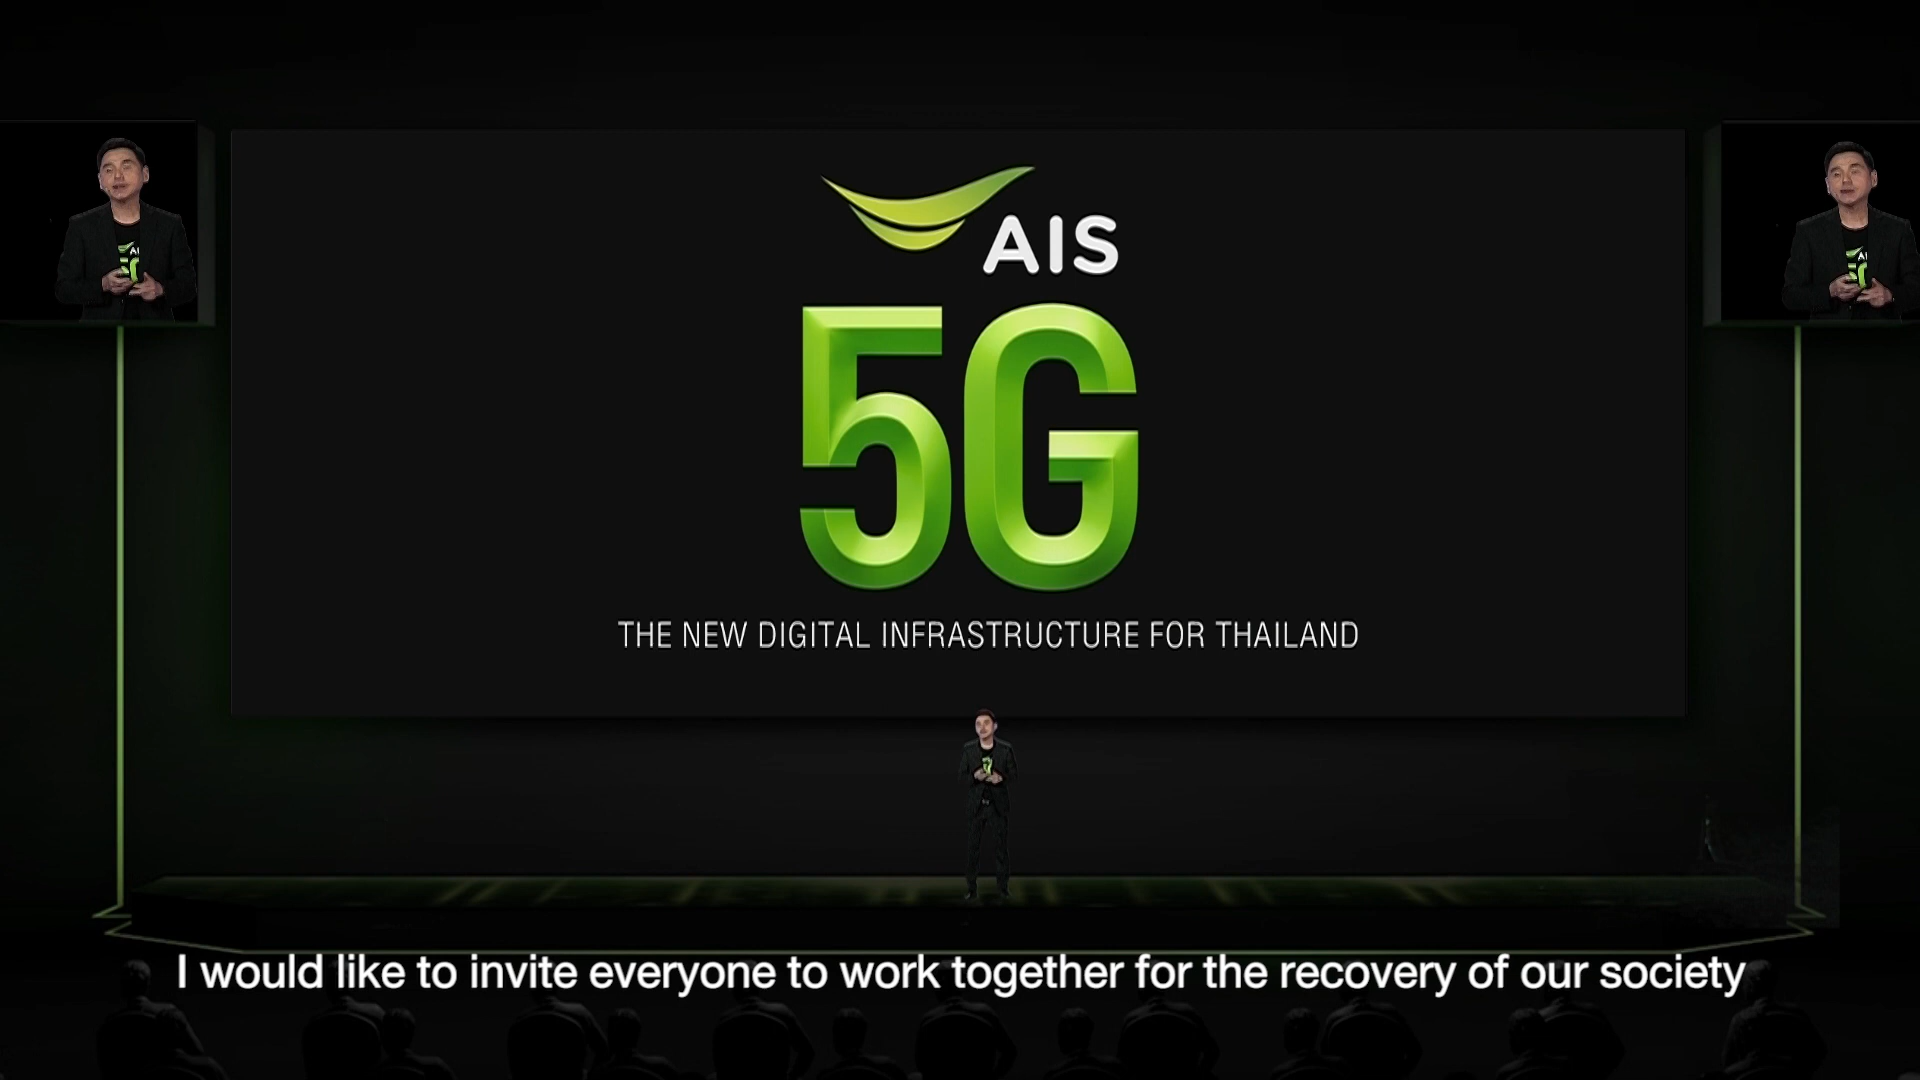 AIS
5G
THE NEW DIGITAL INFRASTRUCTURE FOR THAILAND
I would like to invite everyone to work together for the recovery of our society